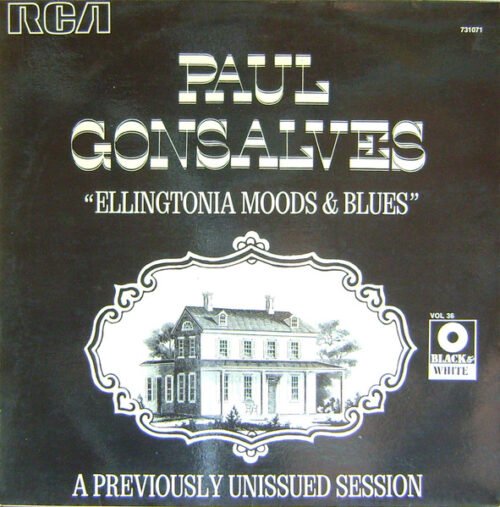 RCA
731071
PAUL
GONSALVES
“ELLINGTONIA MOODS & BLUES”
VOL 36
BLACK &
WHITE
A PREVIOUSLY UNISSUED SESSION